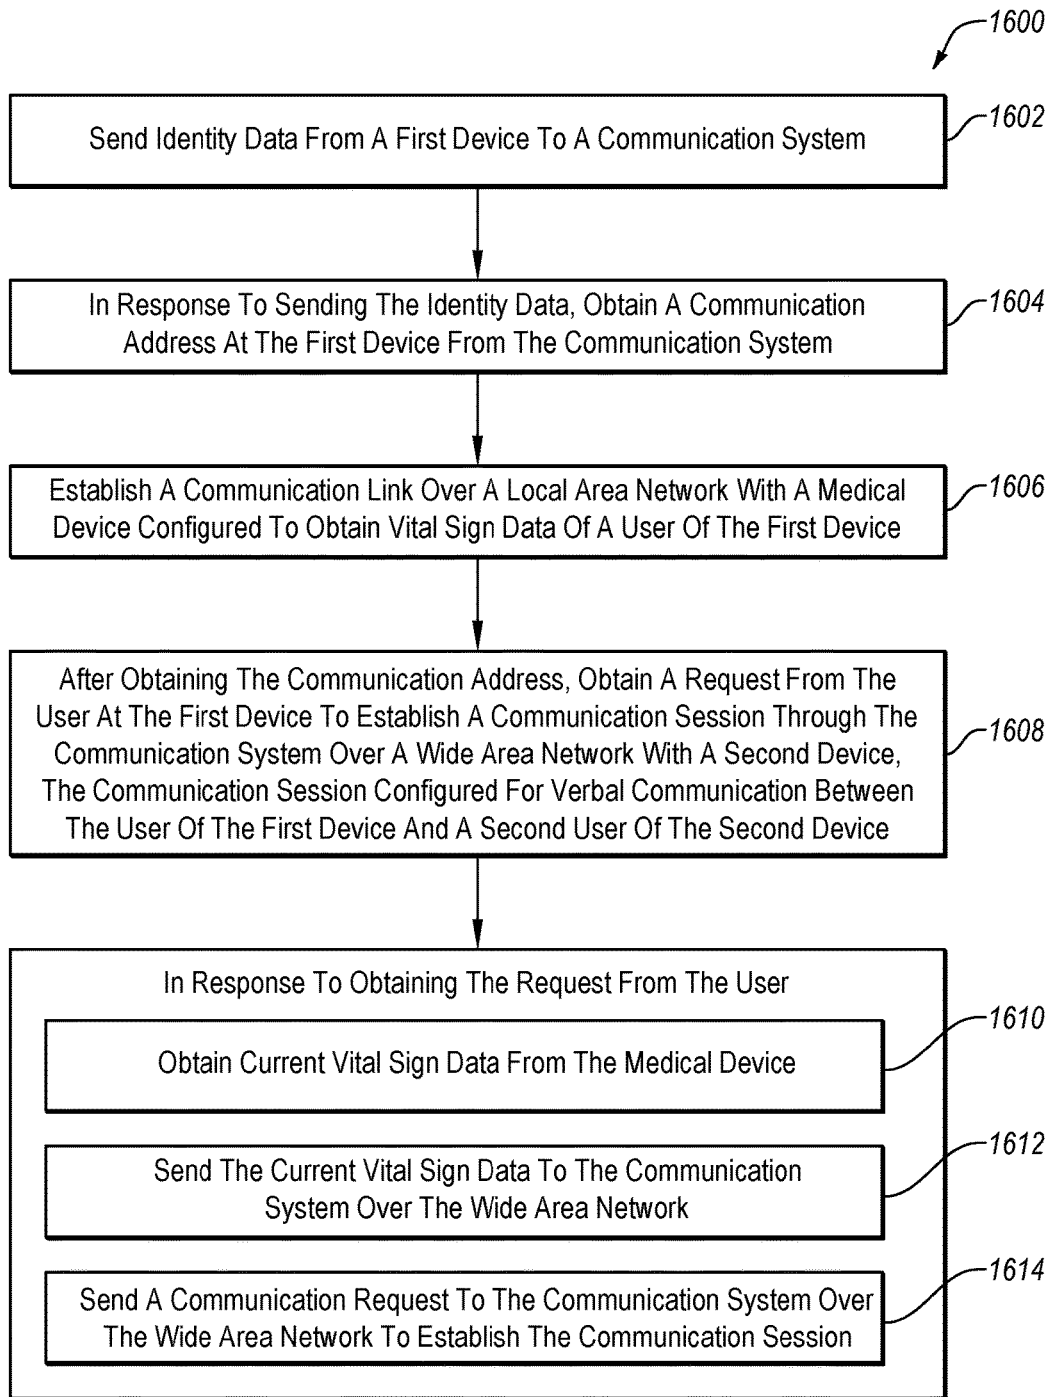 1600
Send Identity Data From A First Device To A Communication System
1602
In Response To Sending The Identity Data, Obtain A Communication
Address At The First Device From The Communication System
1604
Establish A Communication Link Over A Local Area Network With A Medical
Device Configured To Obtain Vital Sign Data Of A User Of The First Device
1606
After Obtaining The Communication Address, Obtain A Request From The
User At The First Device To Establish A Communication Session Through The
Communication System Over A Wide Area Network With A Second Device,
The Communication Session Configured For Verbal Communication Between
The User Of The First Device And A Second User Of The Second Device
1608
In Response To Obtaining The Request From The User
Obtain Current Vital Sign Data From The Medical Device
1610
Send The Current Vital Sign Data To The Communication
System Over The Wide Area Network
1612
Send A Communication Request To The Communication System Over
The Wide Area Network To Establish The Communication Session
1614